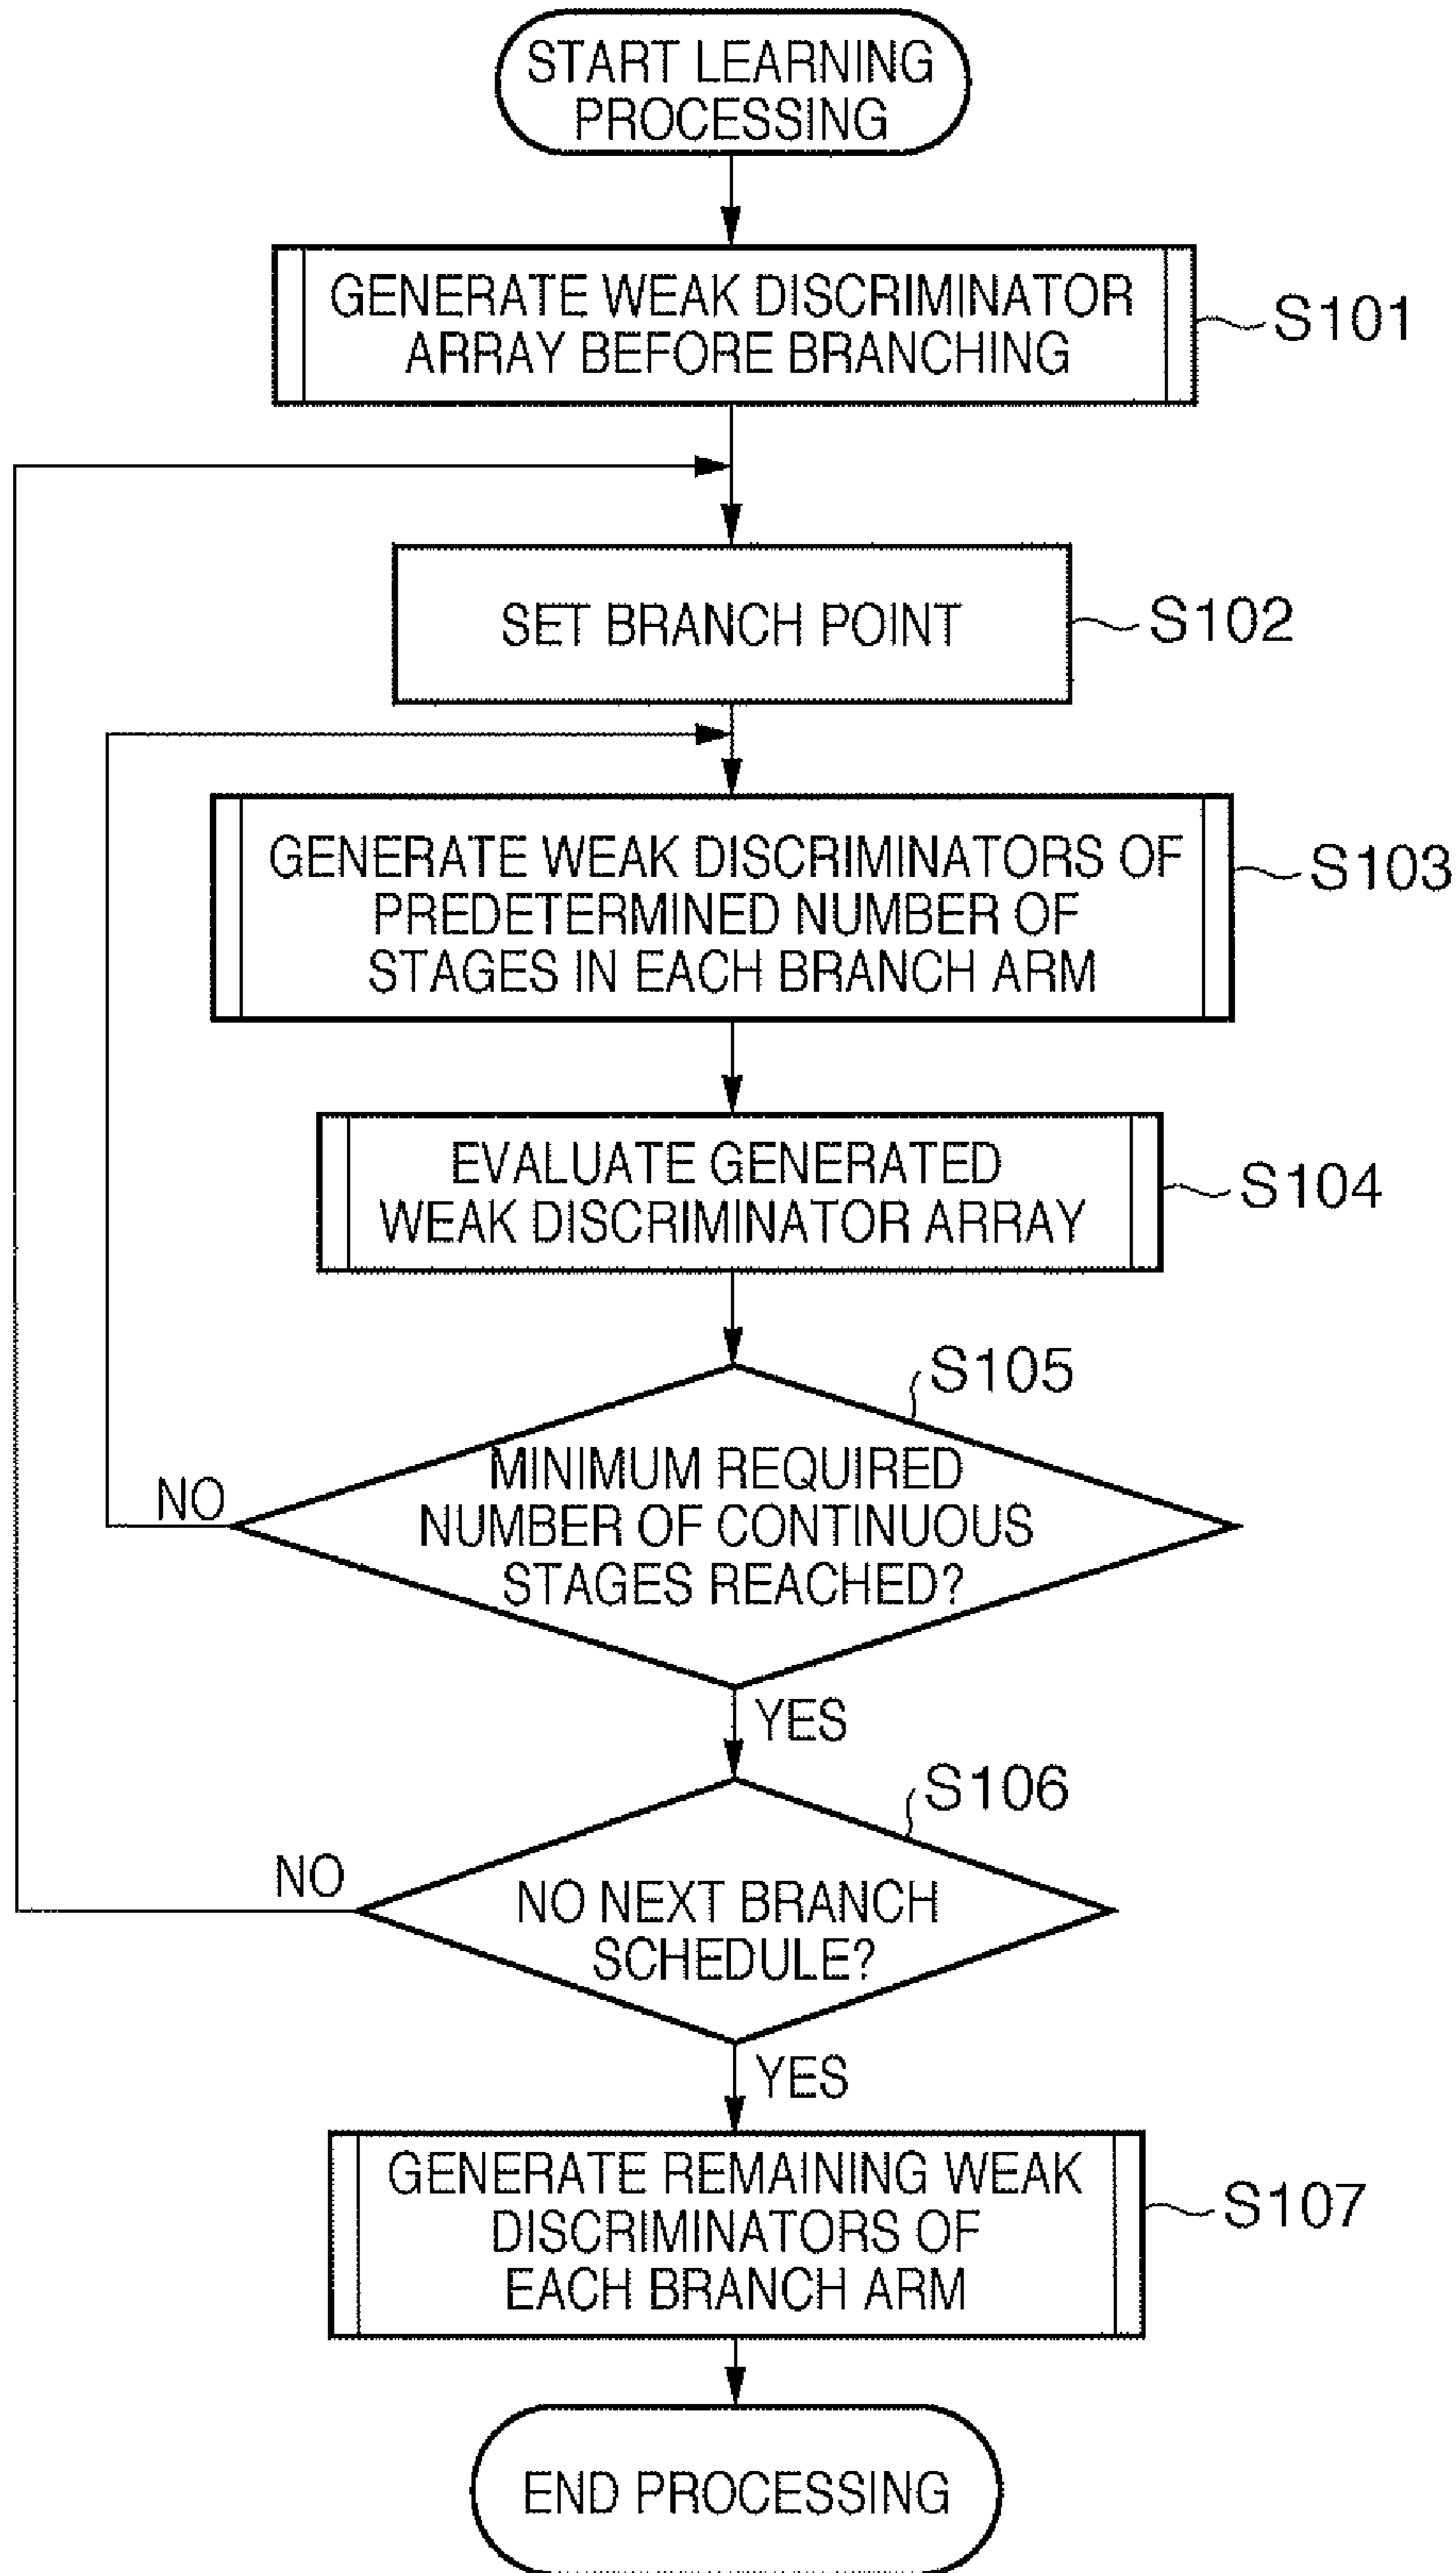 START LEARNING
PROCESSING
GENERATE WEAK DISCRIMINATOR
ARRAY BEFORE BRANCHING
S101
SET BRANCH POINT
S102
GENERATE WEAK DISCRIMINATORS OF
PREDETERMINED NUMBER OF
STAGES IN EACH BRANCH ARM
S103
EVALUATE GENERATED
WEAK DISCRIMINATOR ARRAY
S104
S105
MINIMUM REQUIRED
NUMBER OF CONTINUOUS
STAGES REACHED?
NO
YES
S106
NO NEXT BRANCH
SCHEDULE?
NO
YES
GENERATE REMAINING WEAK
DISCRIMINATORS OF
EACH BRANCH ARM
S107
END PROCESSING